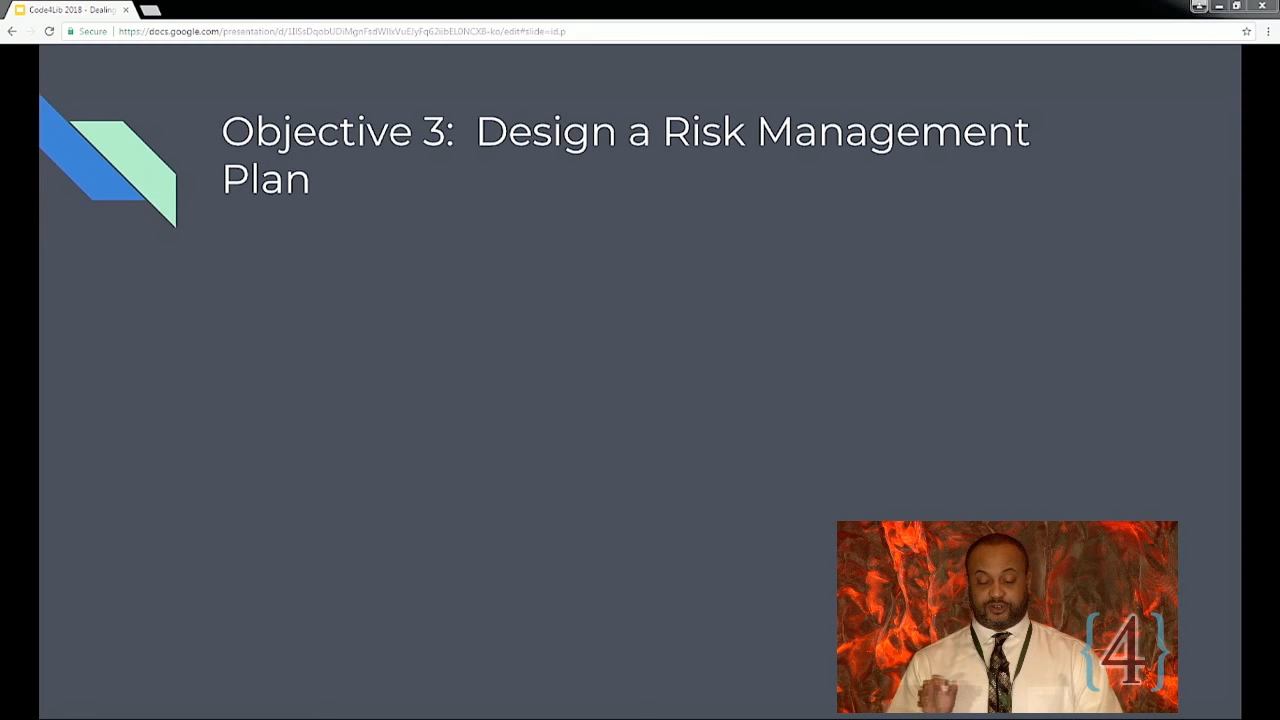 Code4Lib 2018 - Dealing
Secure
Objective 3: Design a Risk Management
Plan
{4}